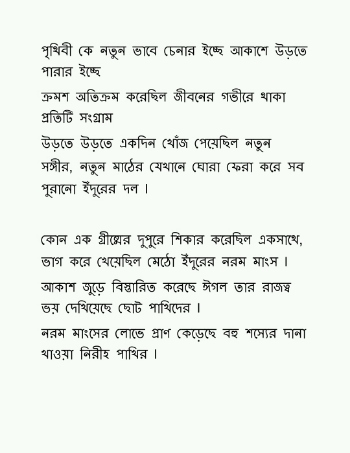 পৃথিবী কে নতুন ভাবে চেনার ইচ্ছে আকাশে উড়তে
পারার ইচ্ছে
ক্রমশ অতিক্রম করেছিল জীবনের গভীরে থাকা
প্রতিটি সংগ্রাম
উড়তে উড়তে একদিন খোঁজ পেয়েছিল নতুন
সঙ্গীর, নতুন মাঠের যেখানে ঘোরা ফেরা করে সব
পুরানো ইঁদুরের দল ।
কোন এক গ্রীষ্মের দুপুরে শিকার করেছিল একসাথে,
ভাগ করে খেয়েছিল মেঠো ইঁদুরের নরম মাংস ।
আকাশ জুড়ে বিস্তারিত করেছে ঈগল তার রাজত্ব
ভয় দেখিয়েছে ছোট পাখিদের ।
নরম মাংসের লোভে প্রাণ কেড়েছে বহু শস্যের দানা
খাওয়া নিরীহ পাখির ।